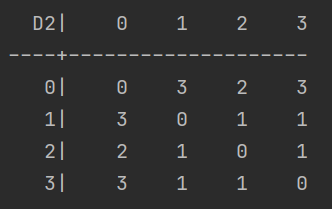 D2|    0    1    2    3
----+--------------------
0|    0    3    2    3
1|    3    0    1    1
2|    2    1    0    1
3|    3    1    1    0